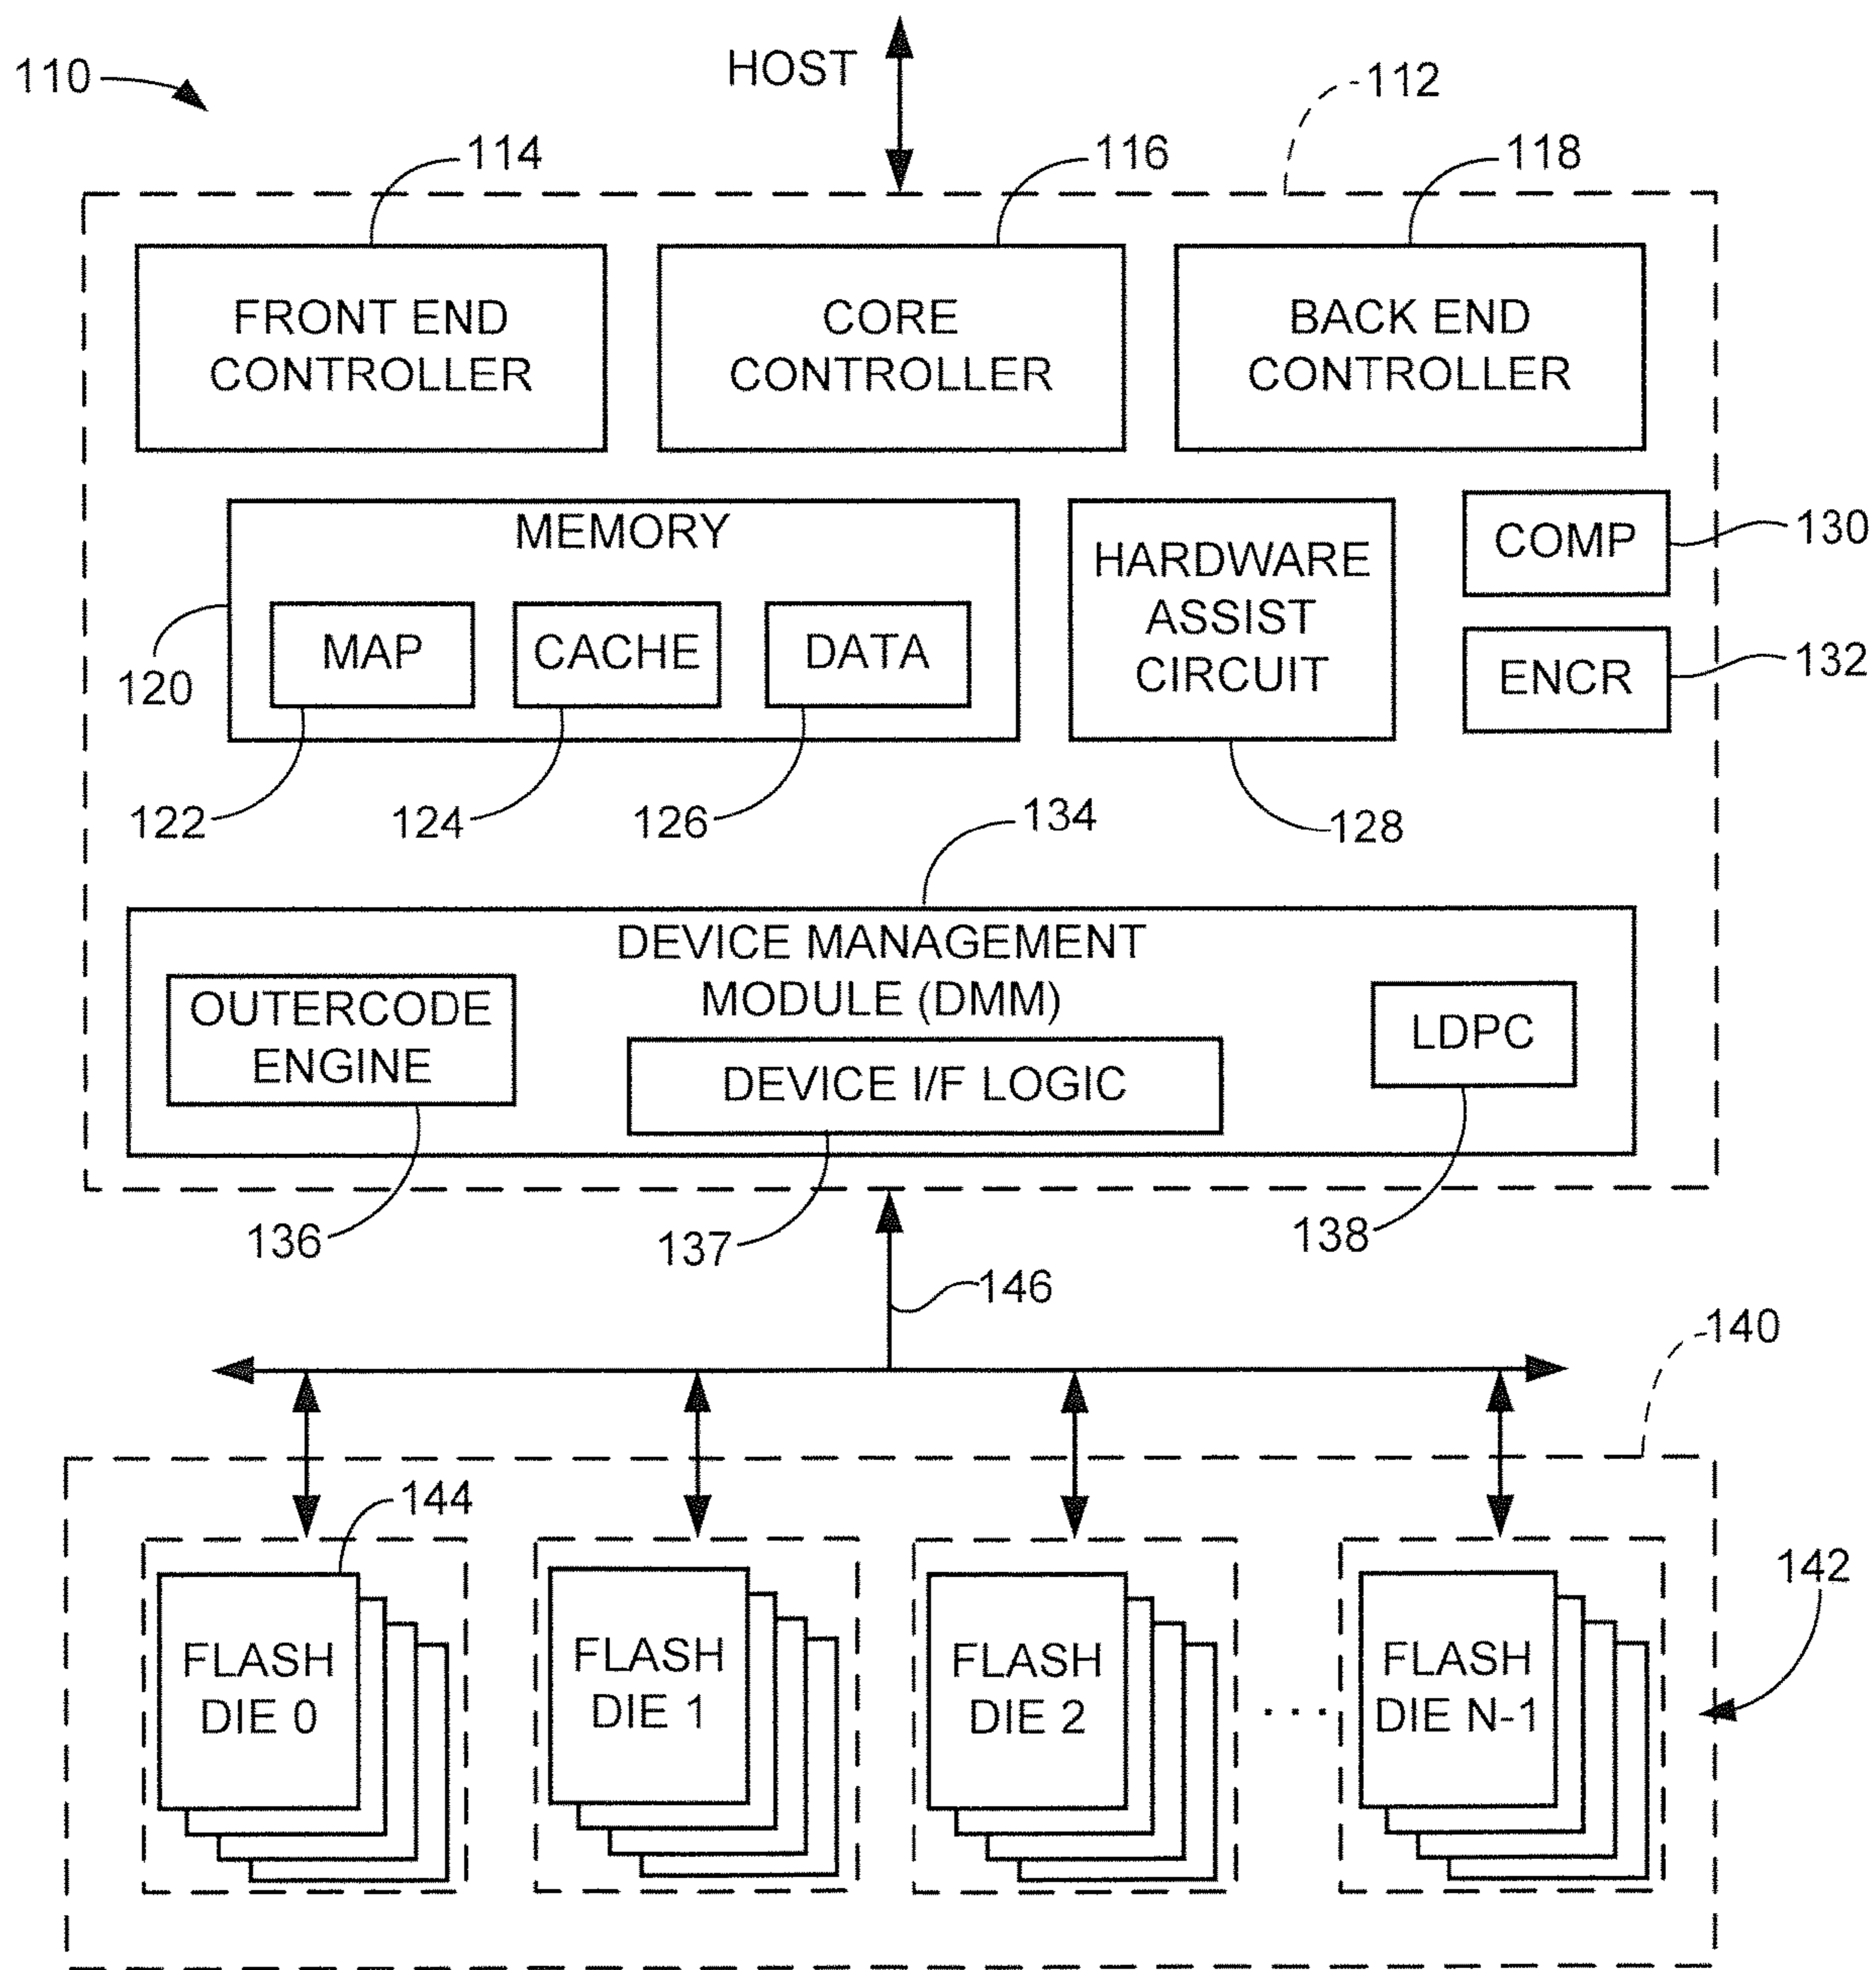 HOST
110
112
114
116
118
FRONT END
CONTROLLER
CORE
CONTROLLER
BACK END
CONTROLLER
MEMORY
MAP
CACHE
DATA
120
122
124
126
HARDWARE
ASSIST
CIRCUIT
128
COMP
130
ENCR
132
134
DEVICE MANAGEMENT
MODULE (DMM)
OUTERCODE
ENGINE
DEVICE I/F LOGIC
LDPC
136
137
138
146
140
144
142
FLASH
DIE 0
FLASH
DIE 1
FLASH
DIE 2
...
FLASH
DIE N-1